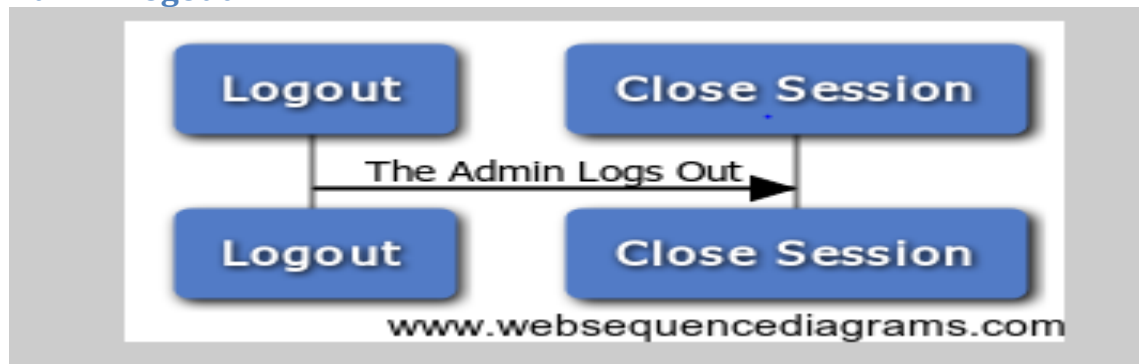 Logout
Close Session
The Admin Logs Out
Logout
Close Session
www.websequencediagrams.com